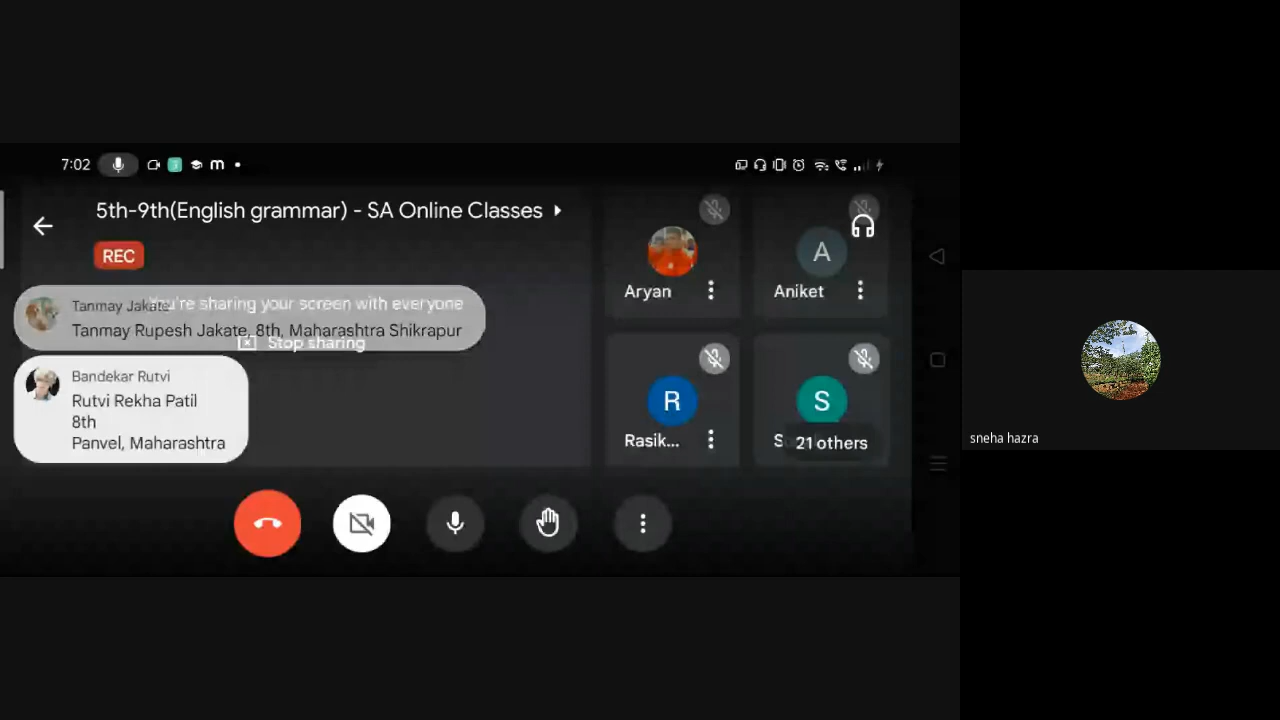 7:02
5th-9th(English grammar) - SA Online Classes
REC
Tanmay Jakate
You're sharing your screen with everyone
Tanmay Rupesh Jakate, 8th, Maharashtra Shikrapur
Stop sharing
Bandekar Rutvi
Rutvi Rekha Patil
8th
Panvel, Maharashtra
Aryan
A
Aniket
R
Rasik...
S
21 others
sneha hazra